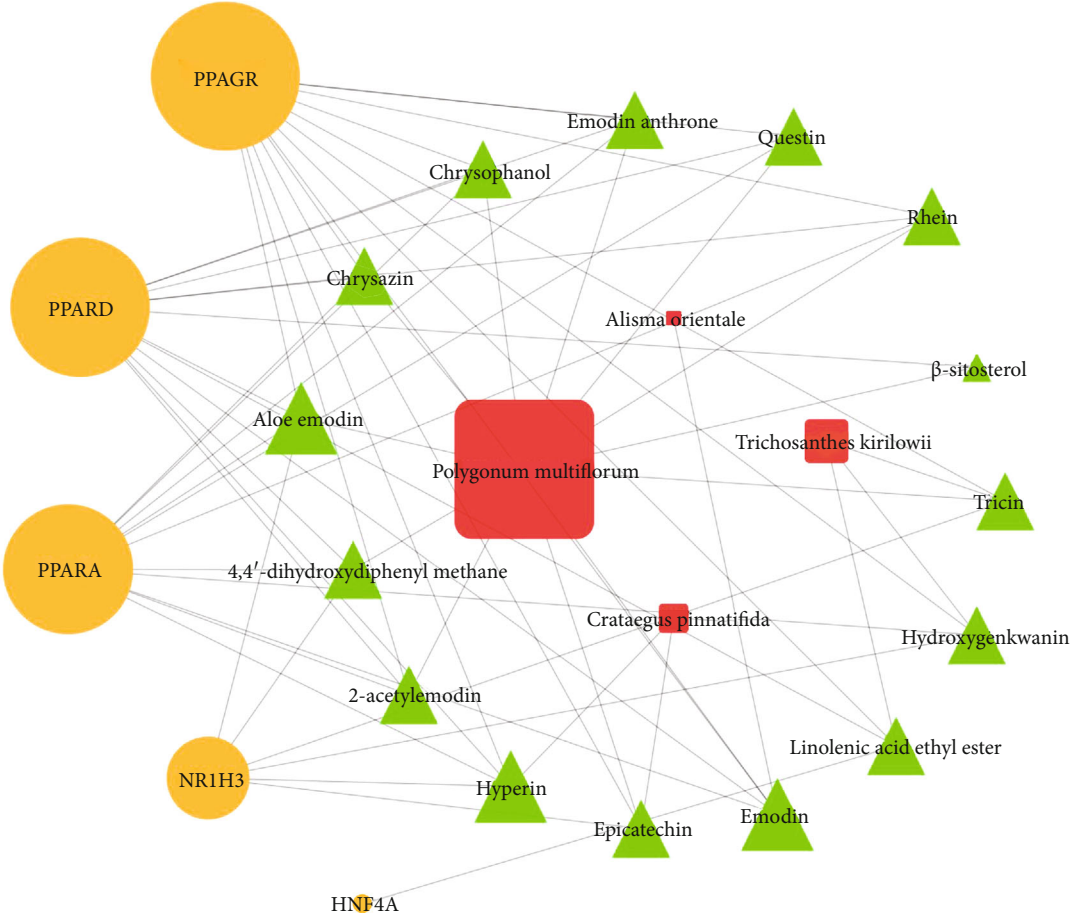 PPAGR
Emodin anthrone
Questin
Chrysophanol
Rhein
Chrysazin
PPARD
Alisma orientale
β-sitosterol
Aloe emodin
Trichosanthes kirilowii
Polygonum multiflorum
Tricin
PPARA
4,4′-dihydroxydiphenyl methane
Crataegus pinnatifida
Hydroxygenkwanin
2-acetylemodin
Linolenic acid ethyl ester
NR1H3
Hyperin
Emodin
Epicatechin
HNF4A